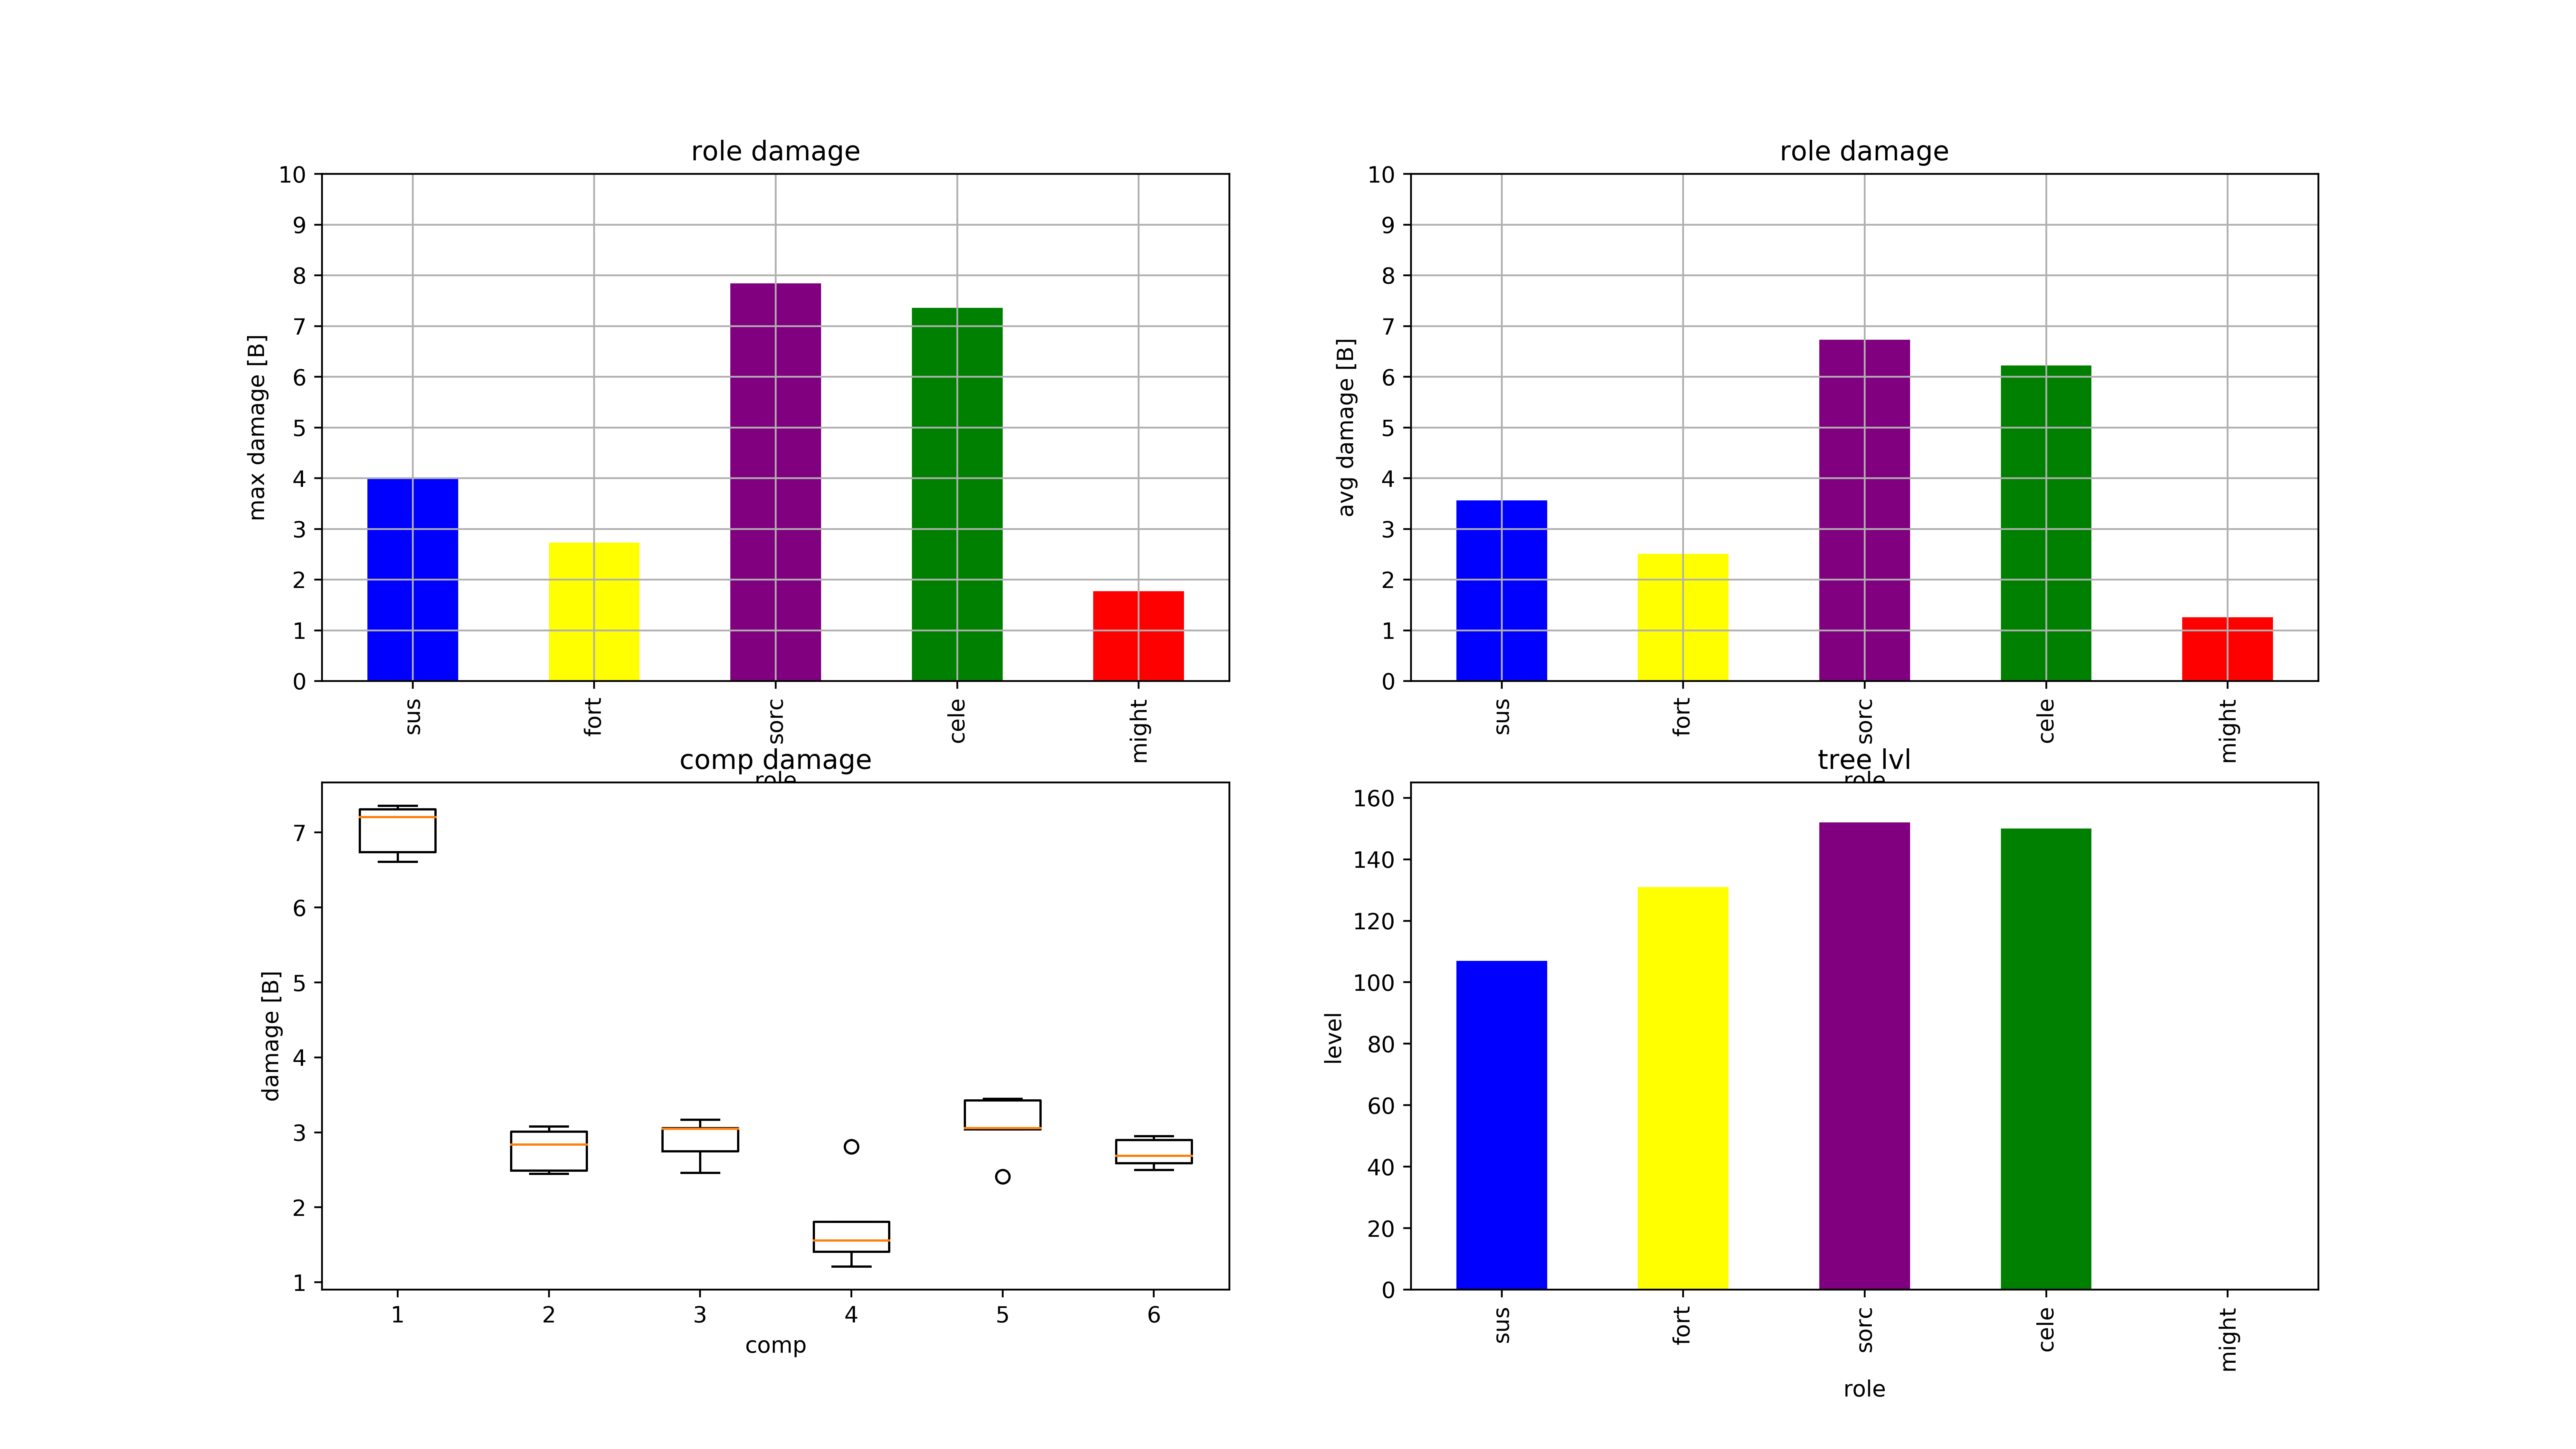 role damage
10
9
8
7
6
5
4
3
2
1
0
max damage [B]
sus
fort
sorc
cele
might
role
role damage
10
9
8
7
6
5
4
3
2
1
0
avg damage [B]
sus
fort
sorc
cele
might
role
comp damage
7
6
5
4
3
2
1
damage [B]
1 2 3 4 5 6
comp
tree lvl
160
140
120
100
80
60
40
20
0
level
sus
fort
sorc
cele
might
role